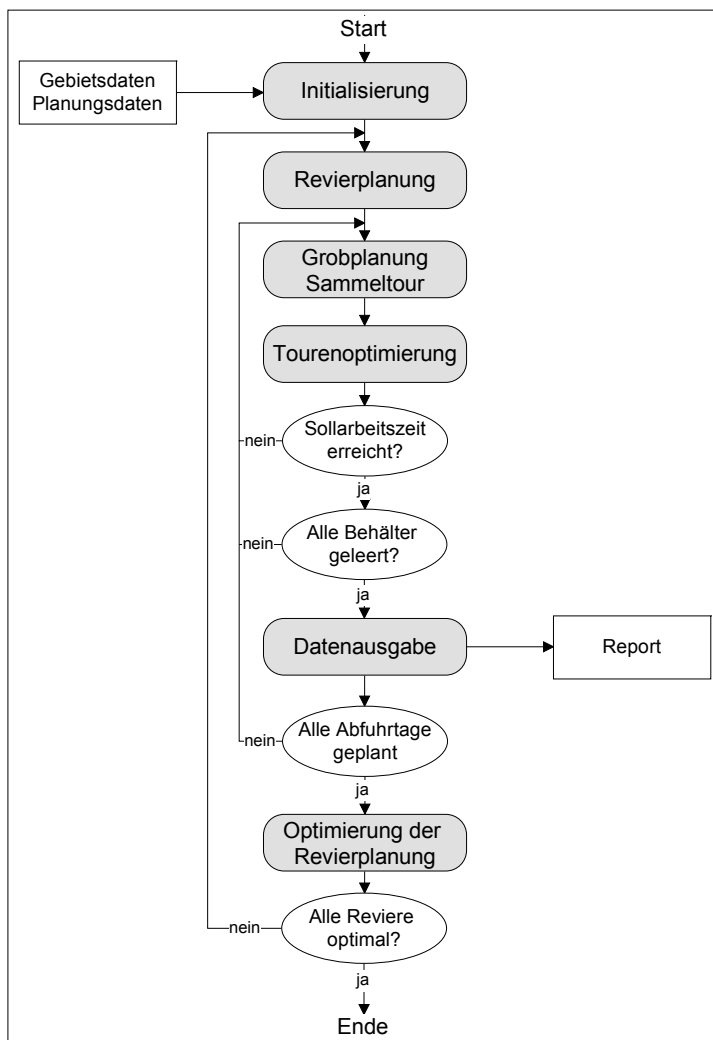 Start
Gebietsdaten
Planungsdaten
Initialisierung
Revierplanung
Grobplanung
Sammeltour
Tourenoptimierung
Sollarbeitszeit
erreicht?
nein
ja
Alle Behälter
geleert?
nein
ja
Datenausgabe
Report
Alle Abfuhrtage
geplant
nein
ja
Optimierung der
Revierplanung
Alle Reviere
optimal?
nein
ja
Ende